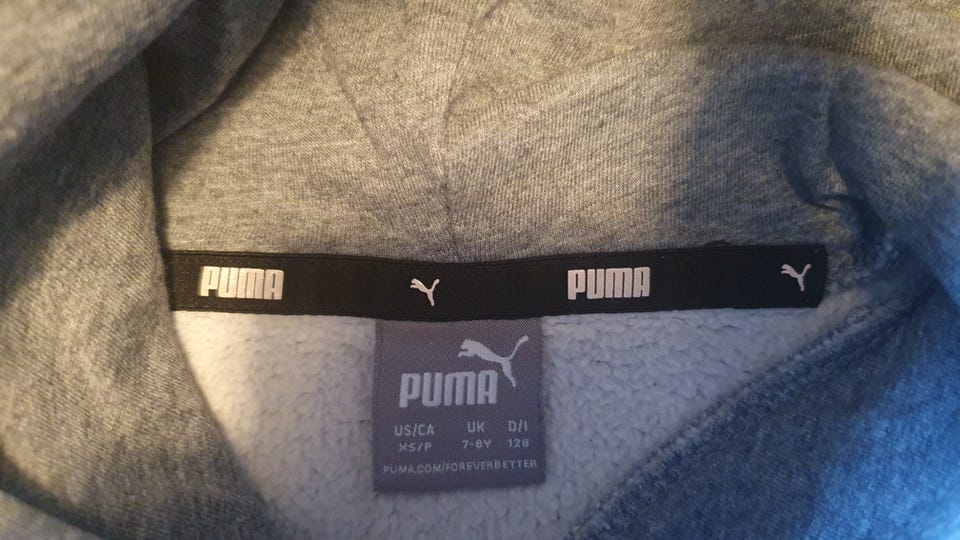 PUMA PUMA
PUMA
US/CA UK D/I
XS/P 7-8Y 128
PUMA.COM/FOREVERBETTER